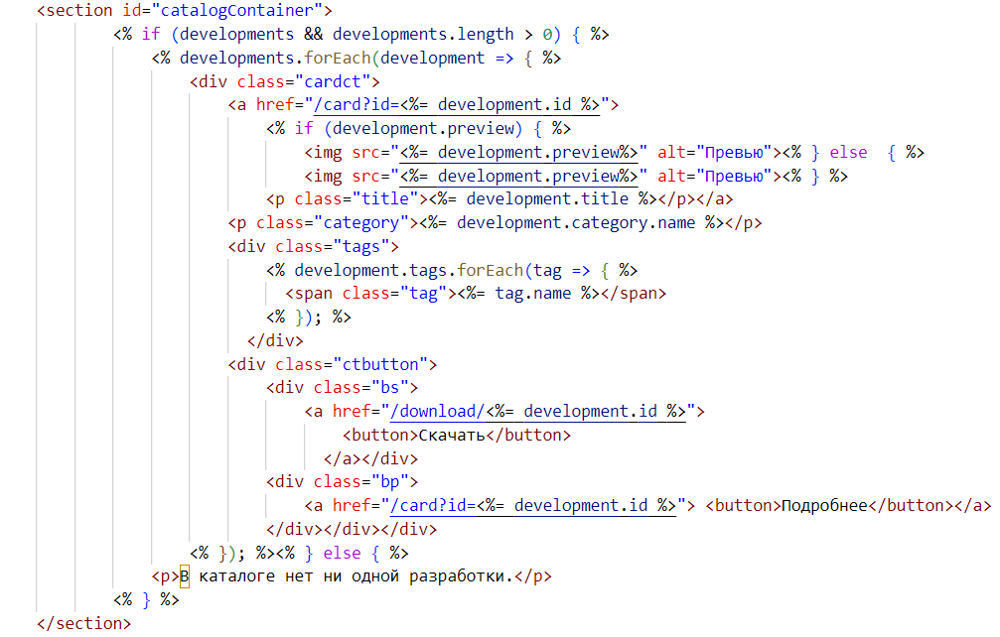 <section id="catalogContainer">
<% if (developments && developments.length > 0) { %>
<% developments.forEach(development => { %>
<div class="cardct">
<a href="/card?id=<%= development.id %>">
<% if (development.preview) { %>
<img src="<%= development.preview%>" alt="Превью"><% } else  { %>
<img src="<%= development.preview%>" alt="Превью"><% } %>
<p class="title"><%= development.title %></p></a>
<p class="category"><%= development.category.name %></p>
<div class="tags">
<% development.tags.forEach(tag => { %>
<span class="tag"><%= tag.name %></span>
<% }); %>
</div>
<div class="ctbutton">
<div class="bs">
<a href="/download/<%= development.id %>">
<button>Скачать</button>
</a></div>
<div class="bp">
<a href="/card?id=<%= development.id %>"> <button>Подробнее</button></a>
</div></div></div>
<% }); %><% } else { %>
<p>В каталоге нет ни одной разработки.</p>
<% } %>
</section>